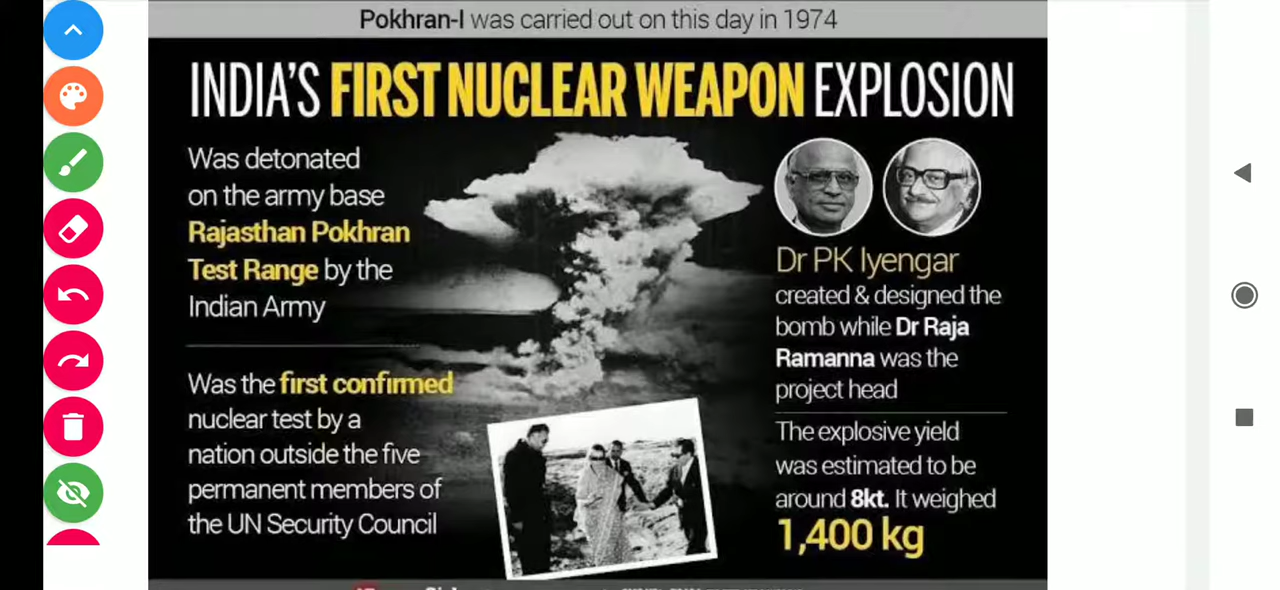 Pokhran-I was carried out on this day in 1974
INDIA'S FIRST NUCLEAR WEAPON EXPLOSION
Was detonated
on the army base
Rajasthan Pokhran
Test Range by the
Indian Army
Was the first confirmed
nuclear test by a
nation outside the five
permanent members of
the UN Security Council
Dr PK Iyengar
created & designed the
bomb while Dr Raja
Ramanna was the
project head
The explosive yield
was estimated to be
around 8kt. It weighed
1,400 kg